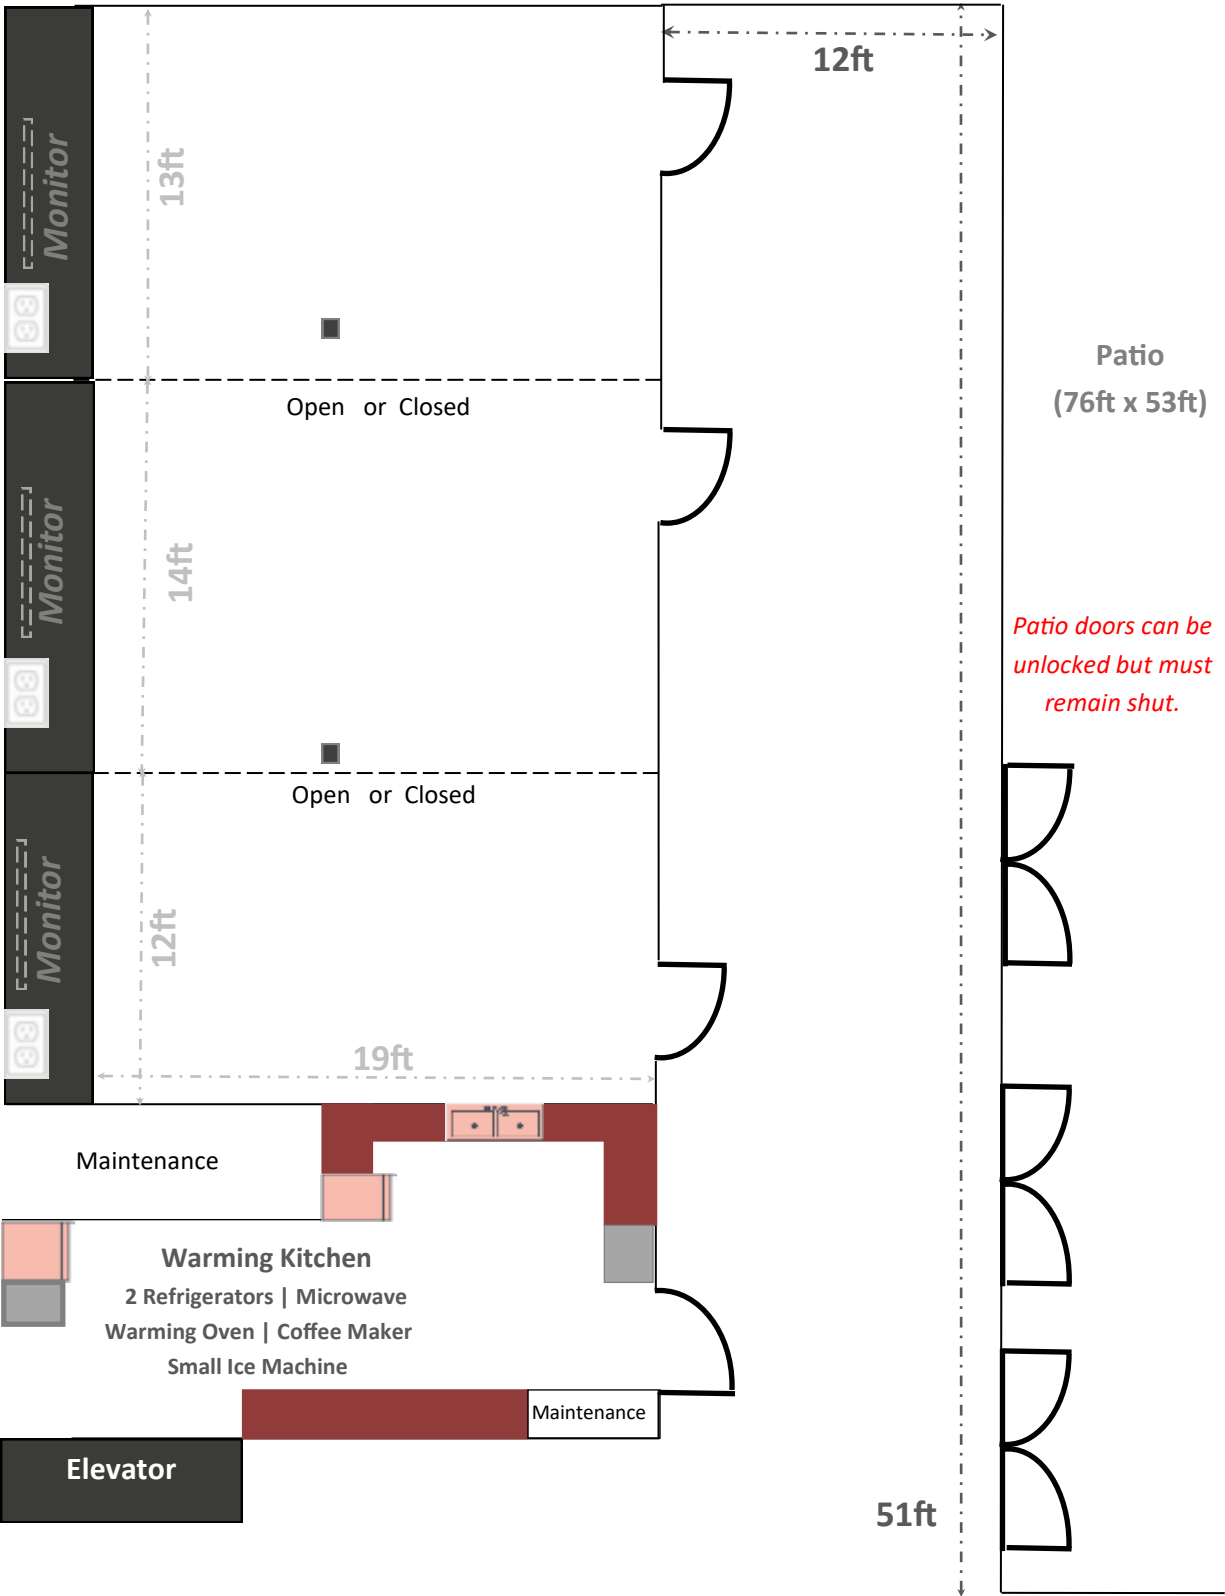 12ft
Monitor
13ft
Patio
(76ft x 53ft)
Open or Closed
Monitor
14ft
Patio doors can be
unlocked but must
remain shut.
Open or Closed
Monitor
12ft
19ft
Maintenance
Warming Kitchen
2 Refrigerators | Microwave
Warming Oven | Coffee Maker
Small Ice Machine
Maintenance
Elevator
51ft